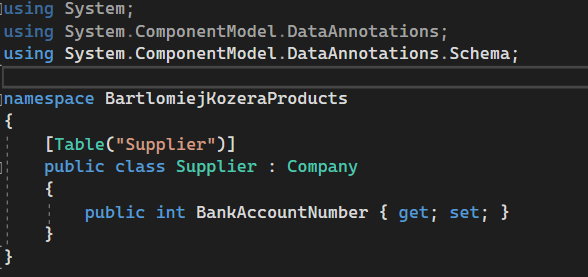 using System;
using System.ComponentModel.DataAnnotations;
using System.ComponentModel.DataAnnotations.Schema;
namespace BartlomiejKozeraProducts
{
[Table("Supplier")]
public class Supplier : Company
{
public int BankAccountNumber { get; set; }
}
}